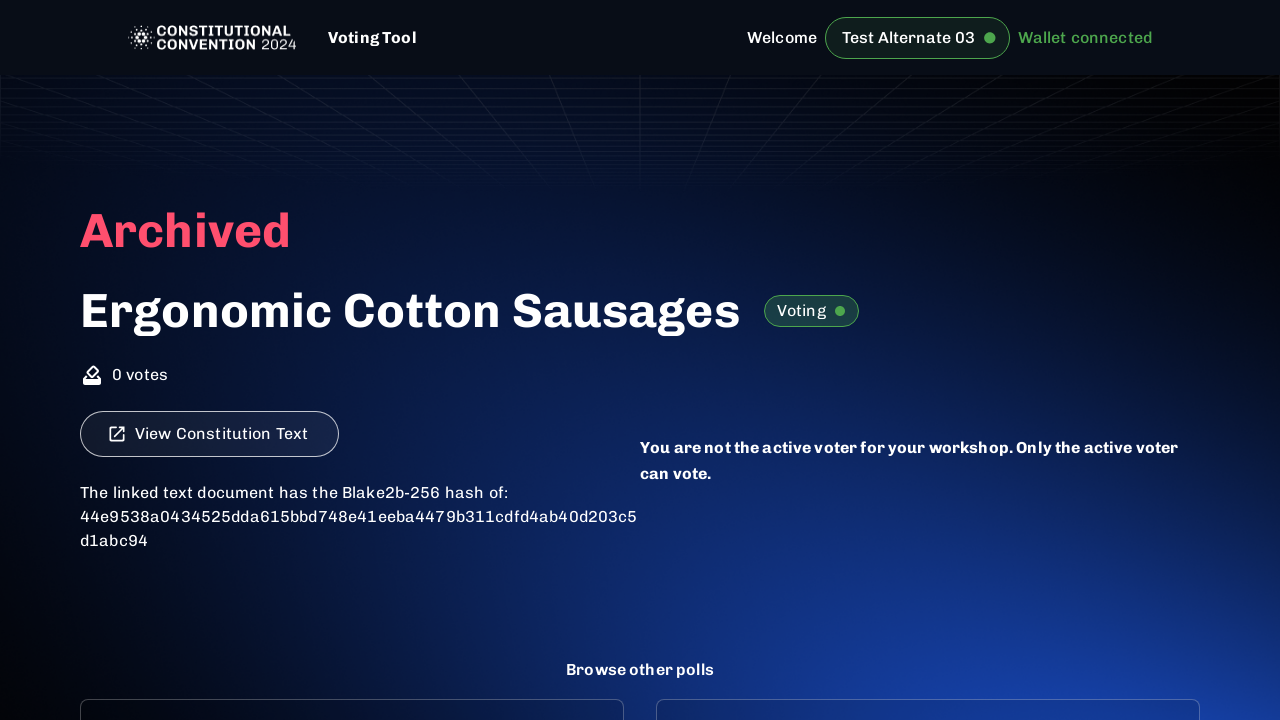 CONSTITUTIONAL
CONVENTION 2024
Voting Tool
Welcome
Test Alternate 03
Wallet connected
Archived
Ergonomic Cotton Sausages
Voting
0 votes
View Constitution Text
You are not the active voter for your workshop. Only the active voter
can vote.
The linked text document has the Blake2b-256 hash of:
44e9538a0434525dda615bbd748e41eeba4479b311cdfd4ab40d203c5
d1abc94
Browse other polls